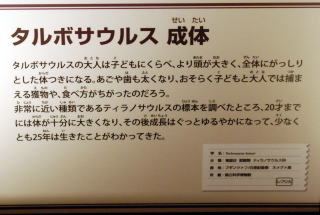 タルボサウルス 成体
せい たい
タルボサウルスの大人は子どもにくらべ、より頭が大きく、全体にがっしり
とした体つきになる。あごや歯も太くなり、おそらく子どもと大人では捕ま
える獲物や、食べ方がちがったのだろう。
非常に近い種類であるティラノサウルスの標本を調べたところ、20才まで
には体が十分に大きくなり、その後成長はぐっとゆるやかになって、少なく
とも25年は生きたことがわかってきた。
レプリカ